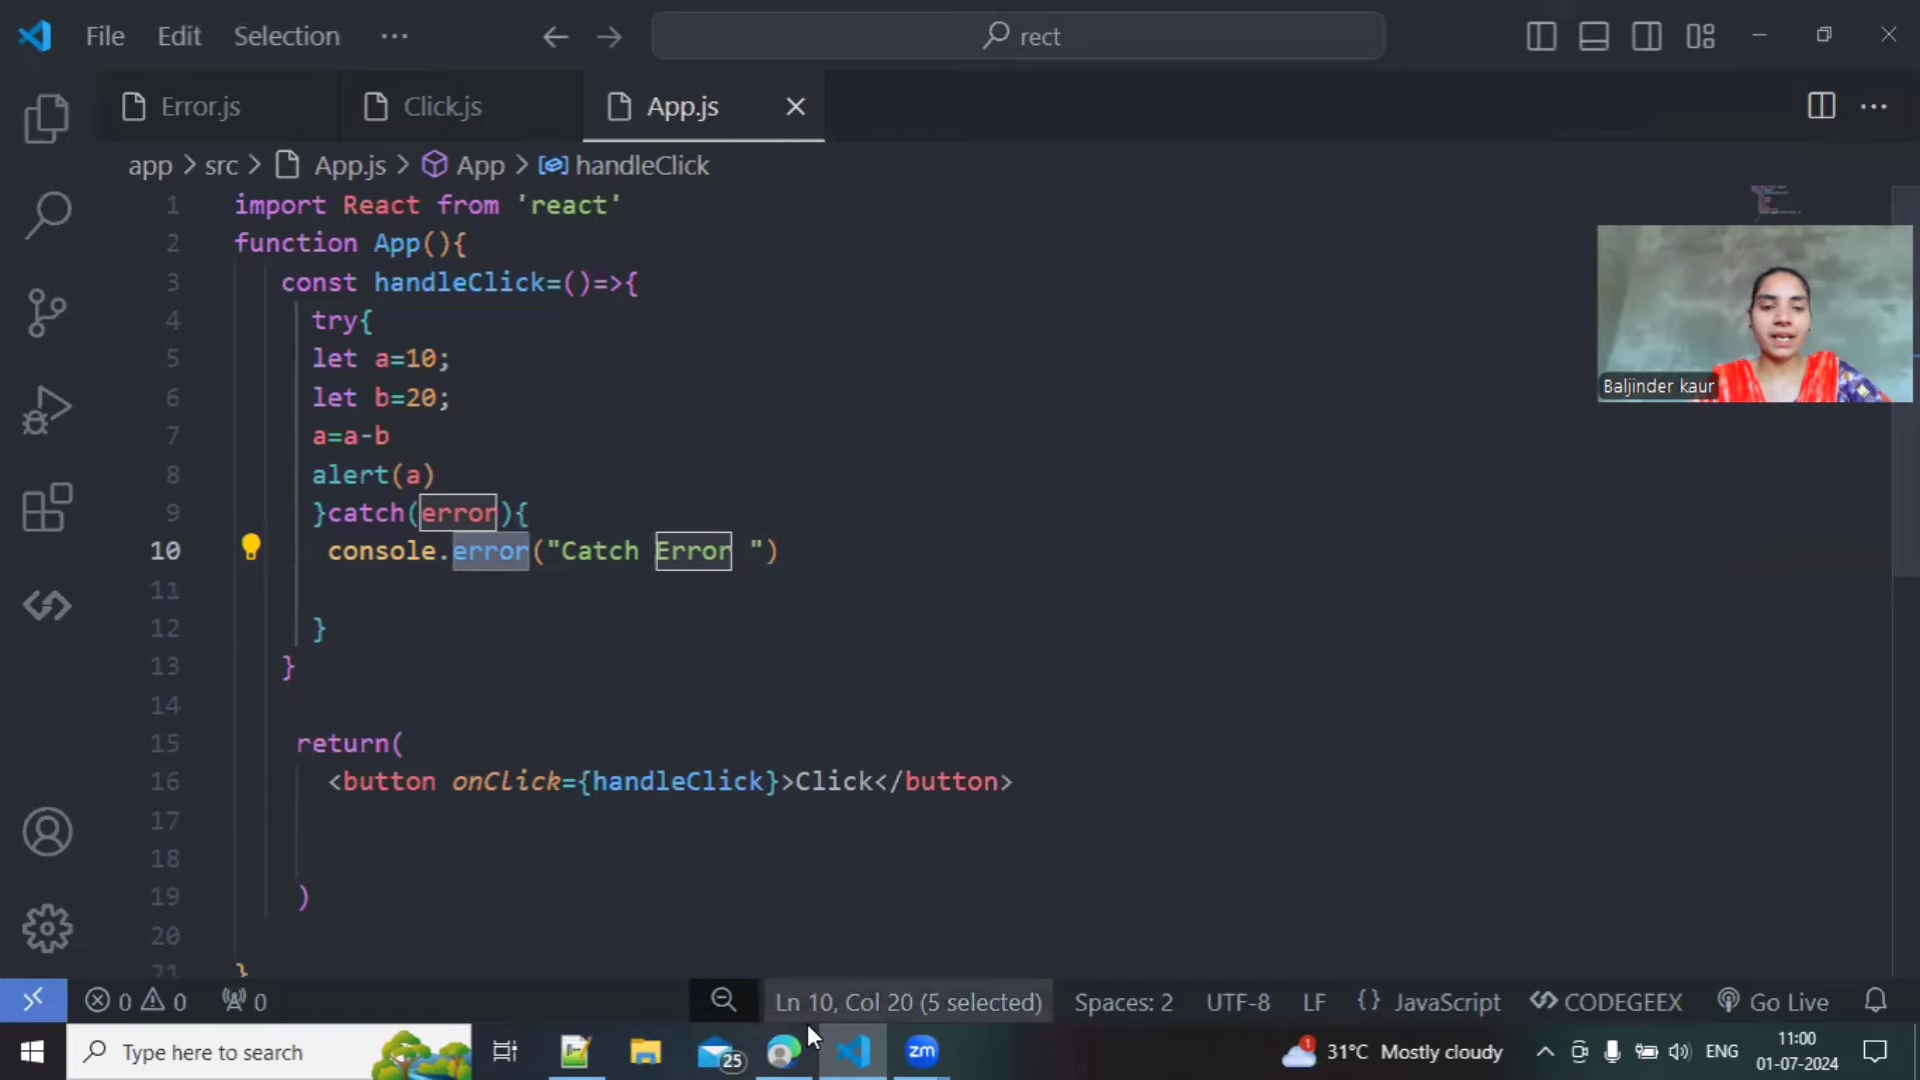 File Edit Selection ··· rect
Error.js Click.js App.js
app > src > App.js > App > handleClick
1 import React from 'react'
2 function App(){
3 const handleClick=()=>{
4 try{
5 let a=10;
6 let b=20;
7 a=a-b
8 alert(a)
9 }catch(error){
10 console.error("Catch Error ")
11
12 }
13 }
14
15 return(
16 <button onClick={handleClick}>Click</button>
17
18
19 )
20
21 }
Baljinder kaur
0 0 0 Ln 10, Col 20 (5 selected) Spaces: 2 UTF-8 LF {} JavaScript CODEGEEX Go Live
Type here to search 25 zm 1 31°C Mostly cloudy ENG 11:00
01-07-2024